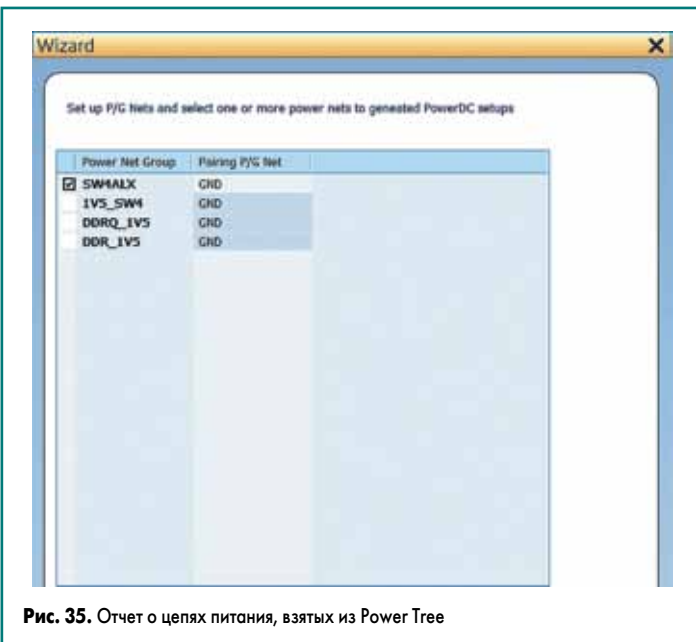 Wizard
Set up P/G Nets and select one or more power nets to geneated PowerDC setups
Power Net Group Pairing P/G Net
SW4ALX GND
1V5_SW4 GND
DDRQ_1V5 GND
DDR_1V5 GND
Рис. 35. Отчет о цепях питания, взятых из Power Tree